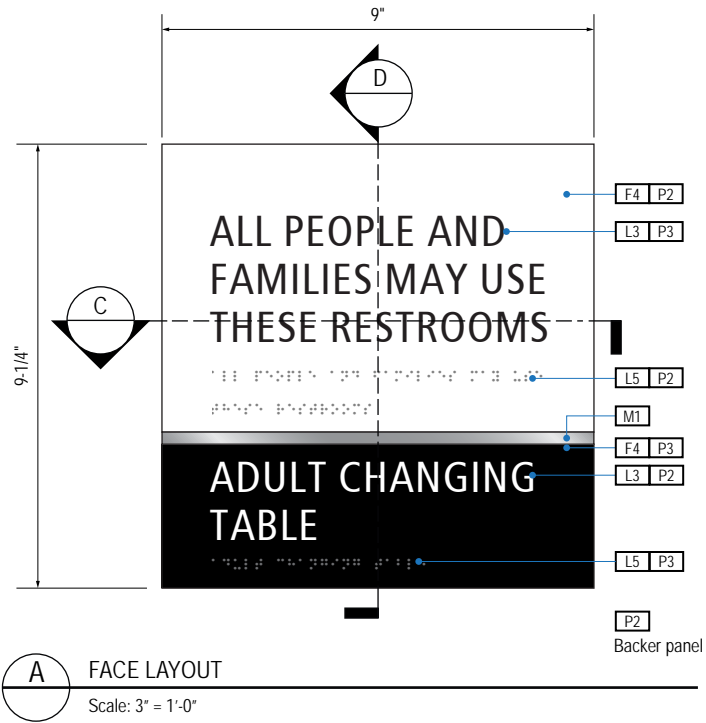 9"
D
F4 P2
ALL PEOPLE AND
L3 P3
FAMILIES MAY USE
C
THESE RESTROOMS
9-1/4"
L5 P2
M1
F4 P3
ADULT CHANGING
L3 P2
TABLE
L5 P3
P2
Backer panel
A
FACE LAYOUT
Scale: 3" = 1'-0"